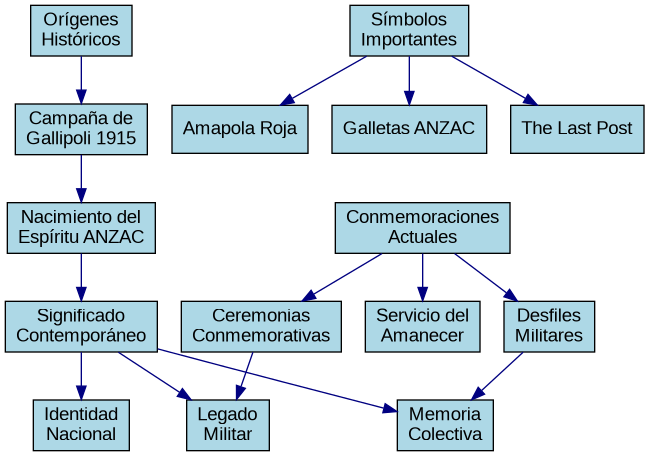 Orígenes
Históricos
Símbolos
Importantes
Campaña de
Gallipoli 1915
Amapola Roja
Galletas ANZAC
The Last Post
Nacimiento del
Espíritu ANZAC
Conmemoraciones
Actuales
Significado
Contemporáneo
Ceremonias
Conmemorativas
Servicio del
Amanecer
Desfiles
Militares
Identidad
Nacional
Legado
Militar
Memoria
Colectiva